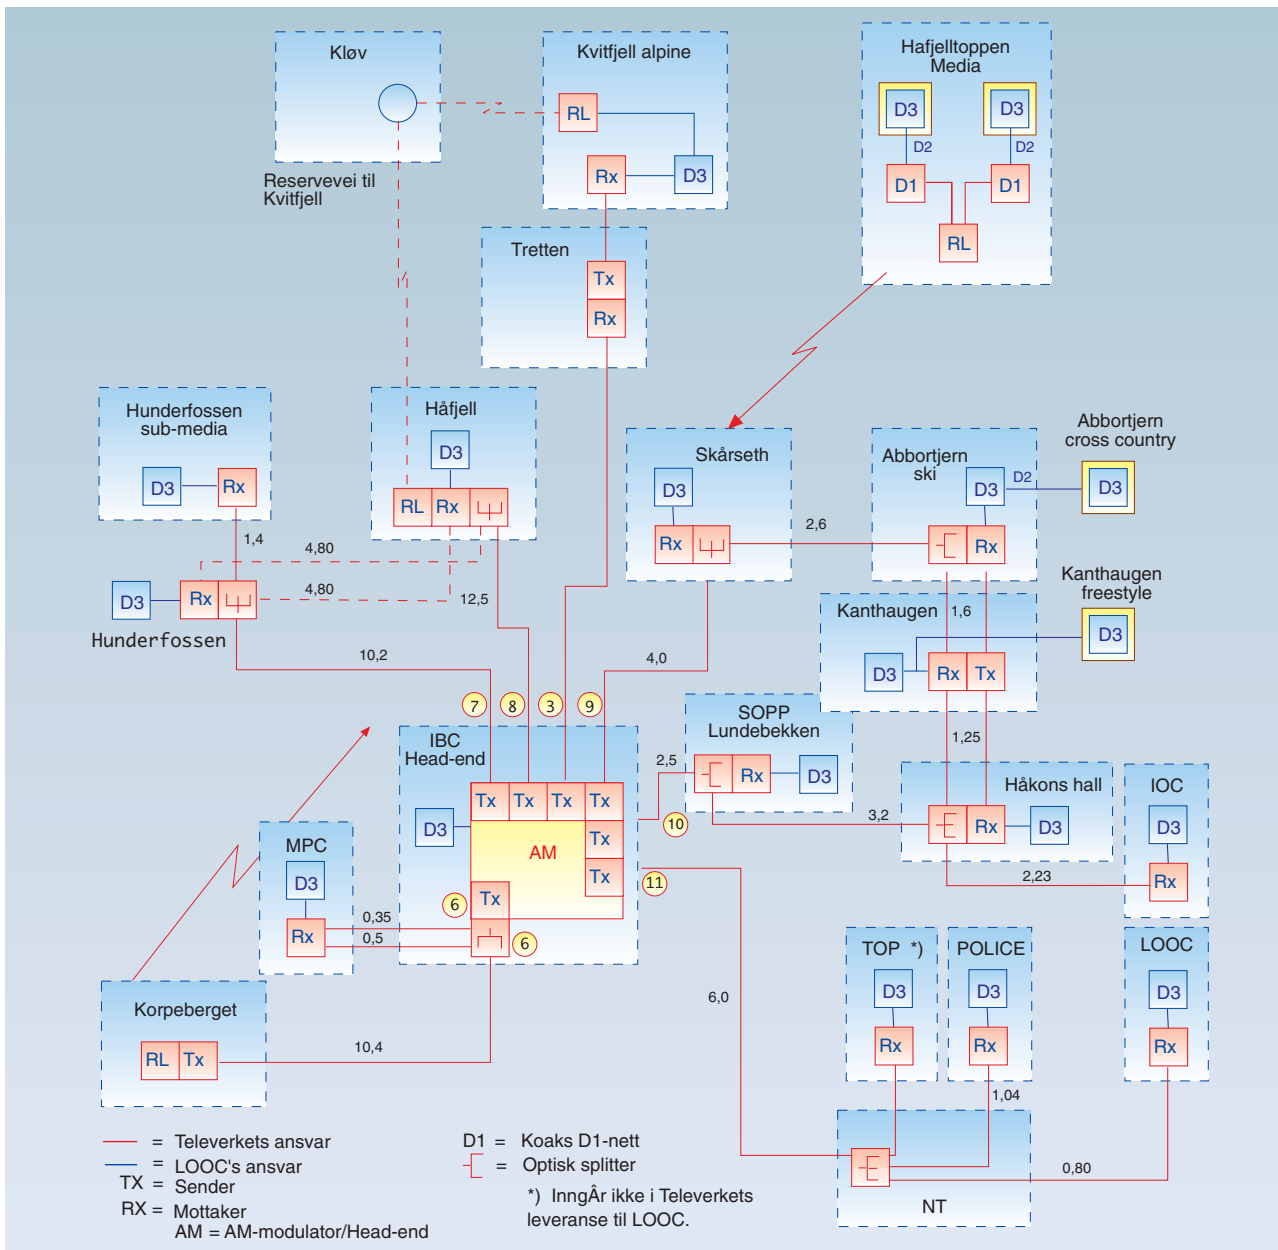 Kløv
Reservevei til
Kvitfjell
Kvitfjell alpine
RL
Rx
D3
Hafjelltoppen
Media
D3
D3
D2
D2
D1
D1
RL
Tretten
Tx
Rx
Hunderfossen
sub-media
D3
Rx
1,4
4,80
4,80
D3
Rx
Hunderfossen
10,2
Håfjell
D3
RL
Rx
12,5
Skårseth
D3
Rx
2,6
4,0
Abbortjern
ski
D3
D2
Rx
Abbortjern
cross country
D3
1,6
Kanthaugen
D3
Rx
Tx
Kanthaugen
freestyle
D3
1,25
7
8
3
9
IBC
Head-end
Tx
Tx
Tx
Tx
D3
AM
Tx
Tx
Tx
6
6
2,5
10
11
SOPP
Lundebekken
Rx
D3
3,2
Håkons hall
Rx
D3
2,23
IOC
D3
Rx
MPC
D3
Rx
0,35
0,5
Korpeberget
RL
Tx
10,4
6,0
TOP *)
D3
Rx
POLICE
D3
Rx
1,04
LOOC
D3
Rx
0,80
NT
= Televerkets ansvar
= LOOC's ansvar
TX = Sender
RX = Mottaker
AM = AM-modulator/Head-end
D1 = Koaks D1-nett
= Optisk splitter
*) InngÅr ikke i Televerkets
leveranse til LOOC.